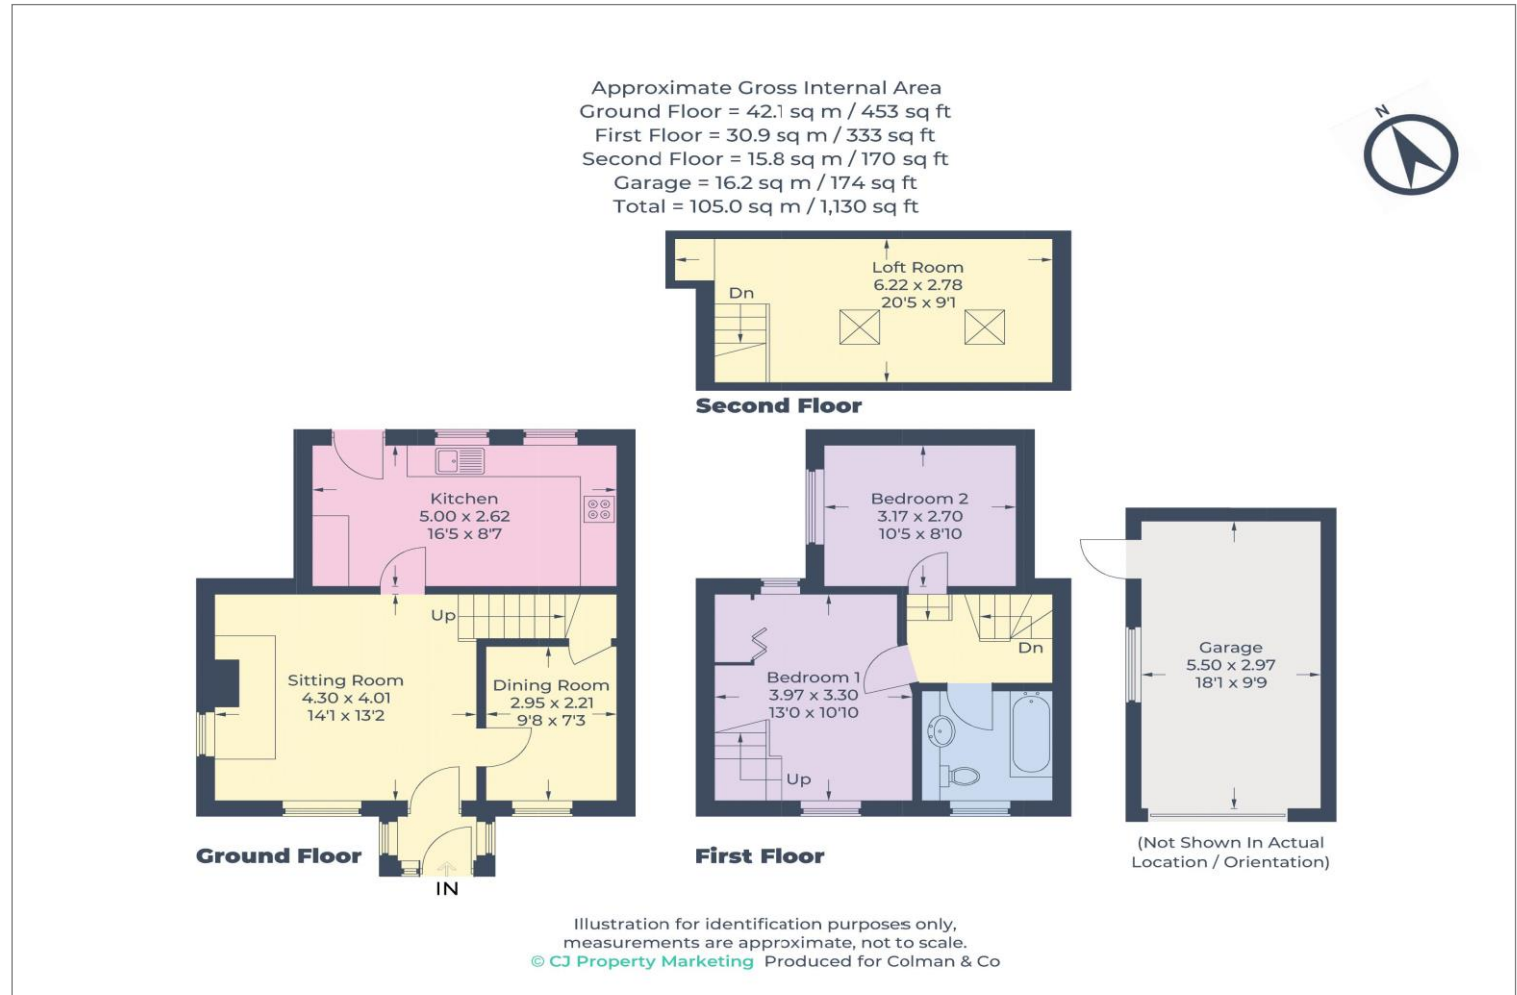 Approximate Gross Internal Area
Ground Floor = 42.1 sq m / 453 sq ft
First Floor = 30.9 sq m / 333 sq ft
Second Floor = 15.8 sq m / 170 sq ft
Garage = 16.2 sq m / 174 sq ft
Total = 105.0 sq m / 1,130 sq ft
N
Loft Room
6.22 x 2.78
20'5 x 9'1
Dn
Second Floor
Kitchen
5.00 x 2.62
16'5 x 8'7
Up
Sitting Room
4.30 x 4.01
14'1 x 13'2
Dining Room
2.95 x 2.21
9'8 x 7'3
Ground Floor
IN
Bedroom 2
3.17 x 2.70
10'5 x 8'10
Dn
Bedroom 1
3.97 x 3.30
13'0 x 10'10
Up
First Floor
Garage
5.50 x 2.97
18'1 x 9'9
(Not Shown In Actual
Location / Orientation)
Illustration for identification purposes only,
measurements are approximate, not to scale.
© CJ Property Marketing Produced for Colman & Co